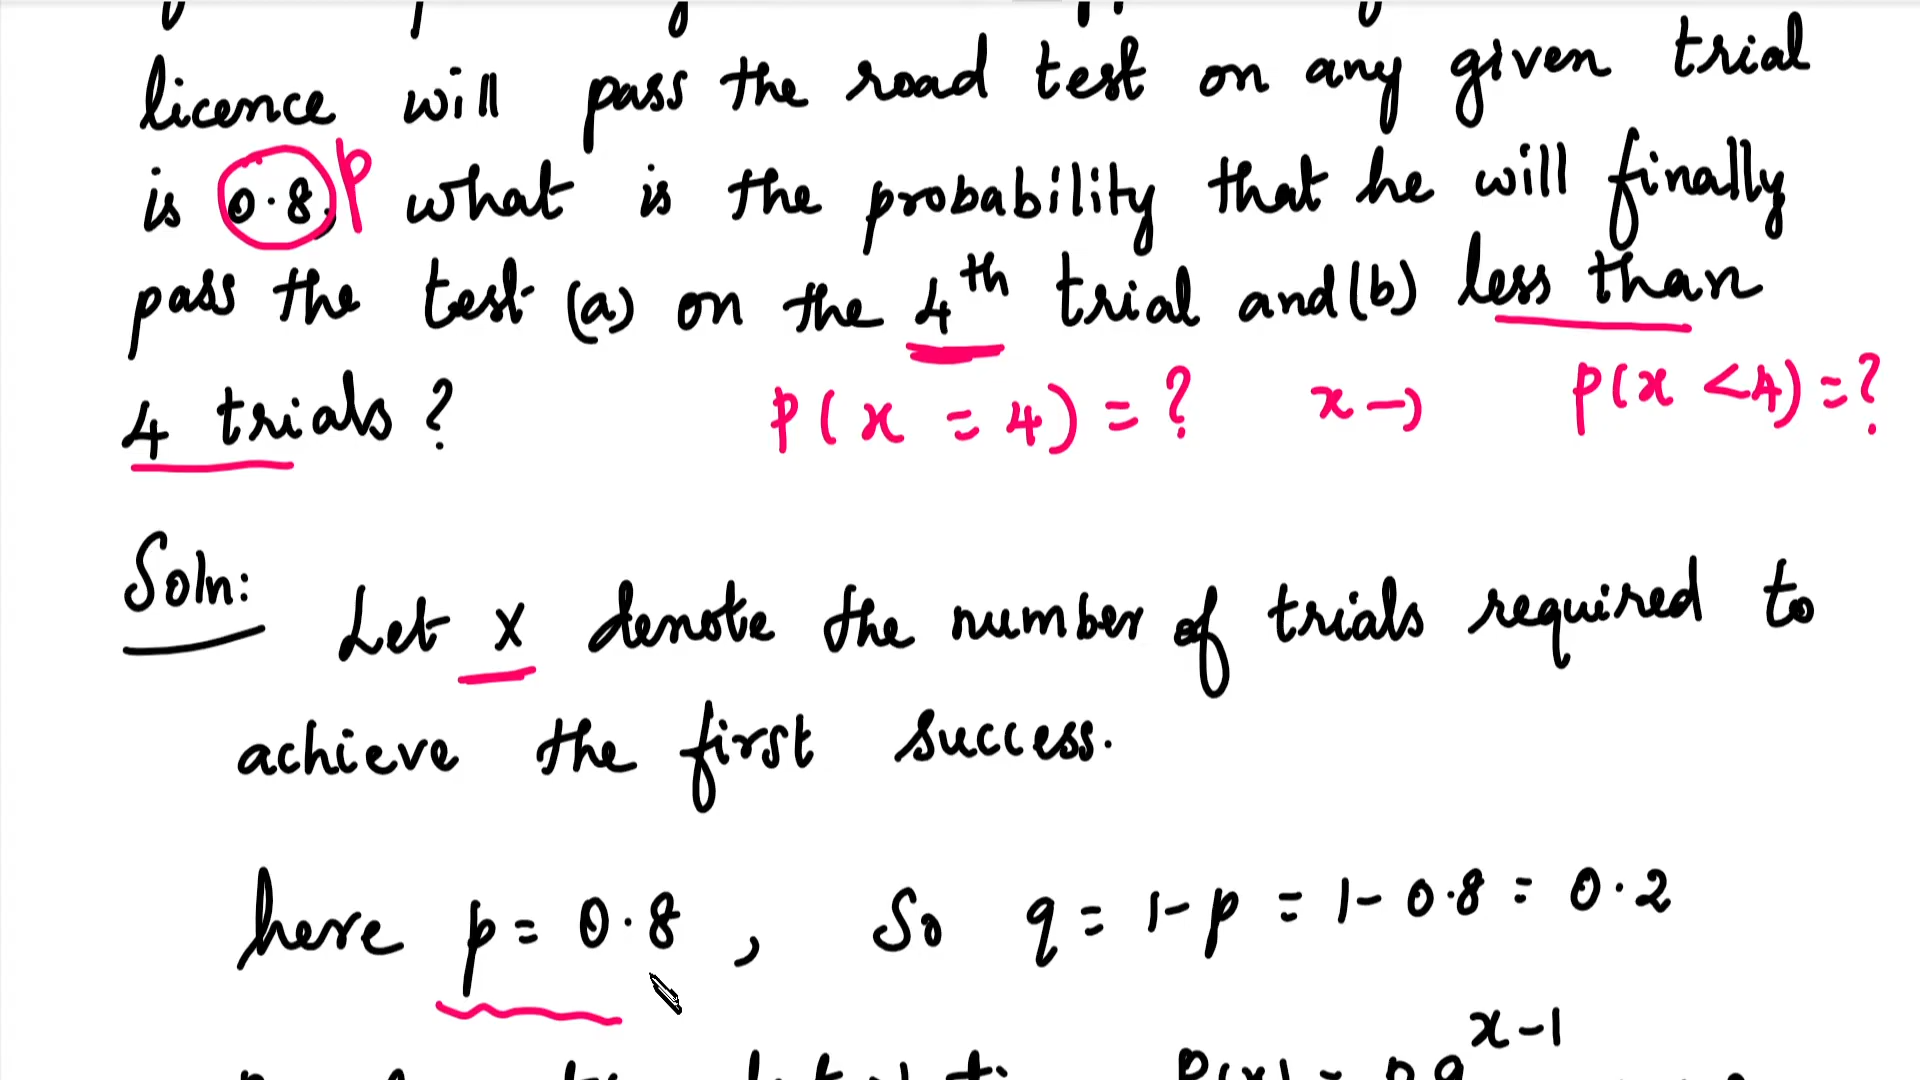 licence will pass the road test on any given trial
is 0.8. p what is the probability that he will finally
pass the test (a) on the 4th trial and (b) less than
4 trials?
P(x = 4) = ? x → P(x < 4) = ?
Soln:
Let X denote the number of trials required to
achieve the first success.
here p = 0.8 , So q = 1-p = 1-0.8 = 0.2
x-1